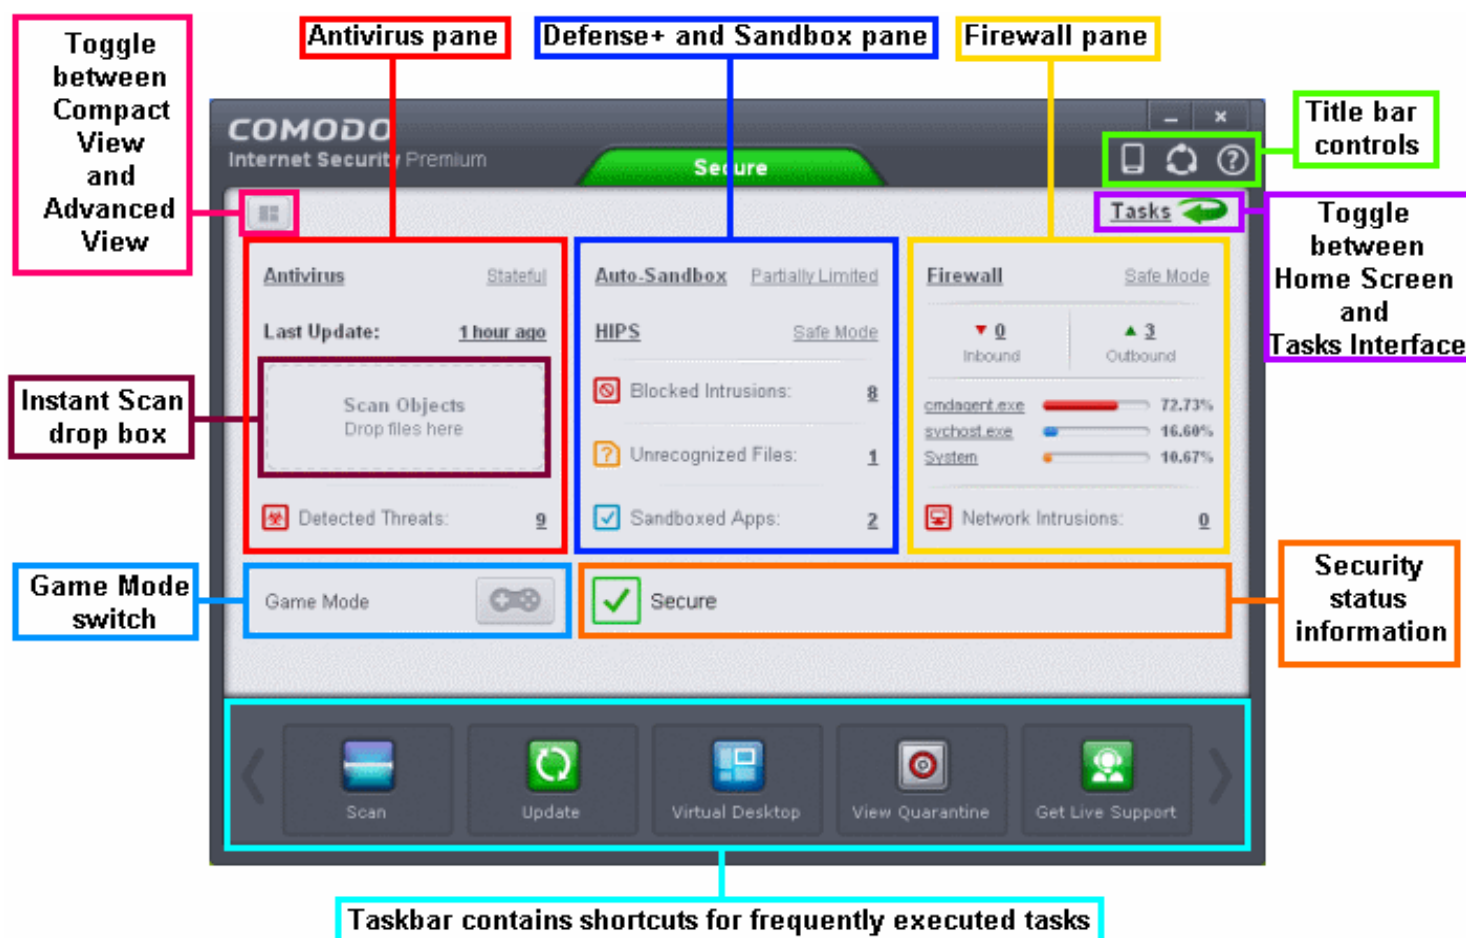 Toggle
between
Compact
View
and
Advanced
View
Antivirus pane
Defense+ and Sandbox pane
Firewall pane
Title bar
controls
Toggle
between
Home Screen
and
Tasks Interface
COMODO
Internet Security Premium
Secure
Tasks
Antivirus Stateful
Last Update: 1 hour ago
Scan Objects
Drop files here
Detected Threats: 9
Auto-Sandbox Partially Limited
HIPS Safe Mode
Blocked Intrusions: 8
Unrecognized Files: 1
Sandboxed Apps: 2
Firewall Safe Mode
0 3
Inbound Outbound
cmdagent.exe 72.73%
svchost.exe 16.60%
System 10.67%
Network Intrusions: 0
Instant Scan
drop box
Game Mode
switch
Game Mode
Secure
Security
status
information
Scan
Update
Virtual Desktop
View Quarantine
Get Live Support
Taskbar contains shortcuts for frequently executed tasks